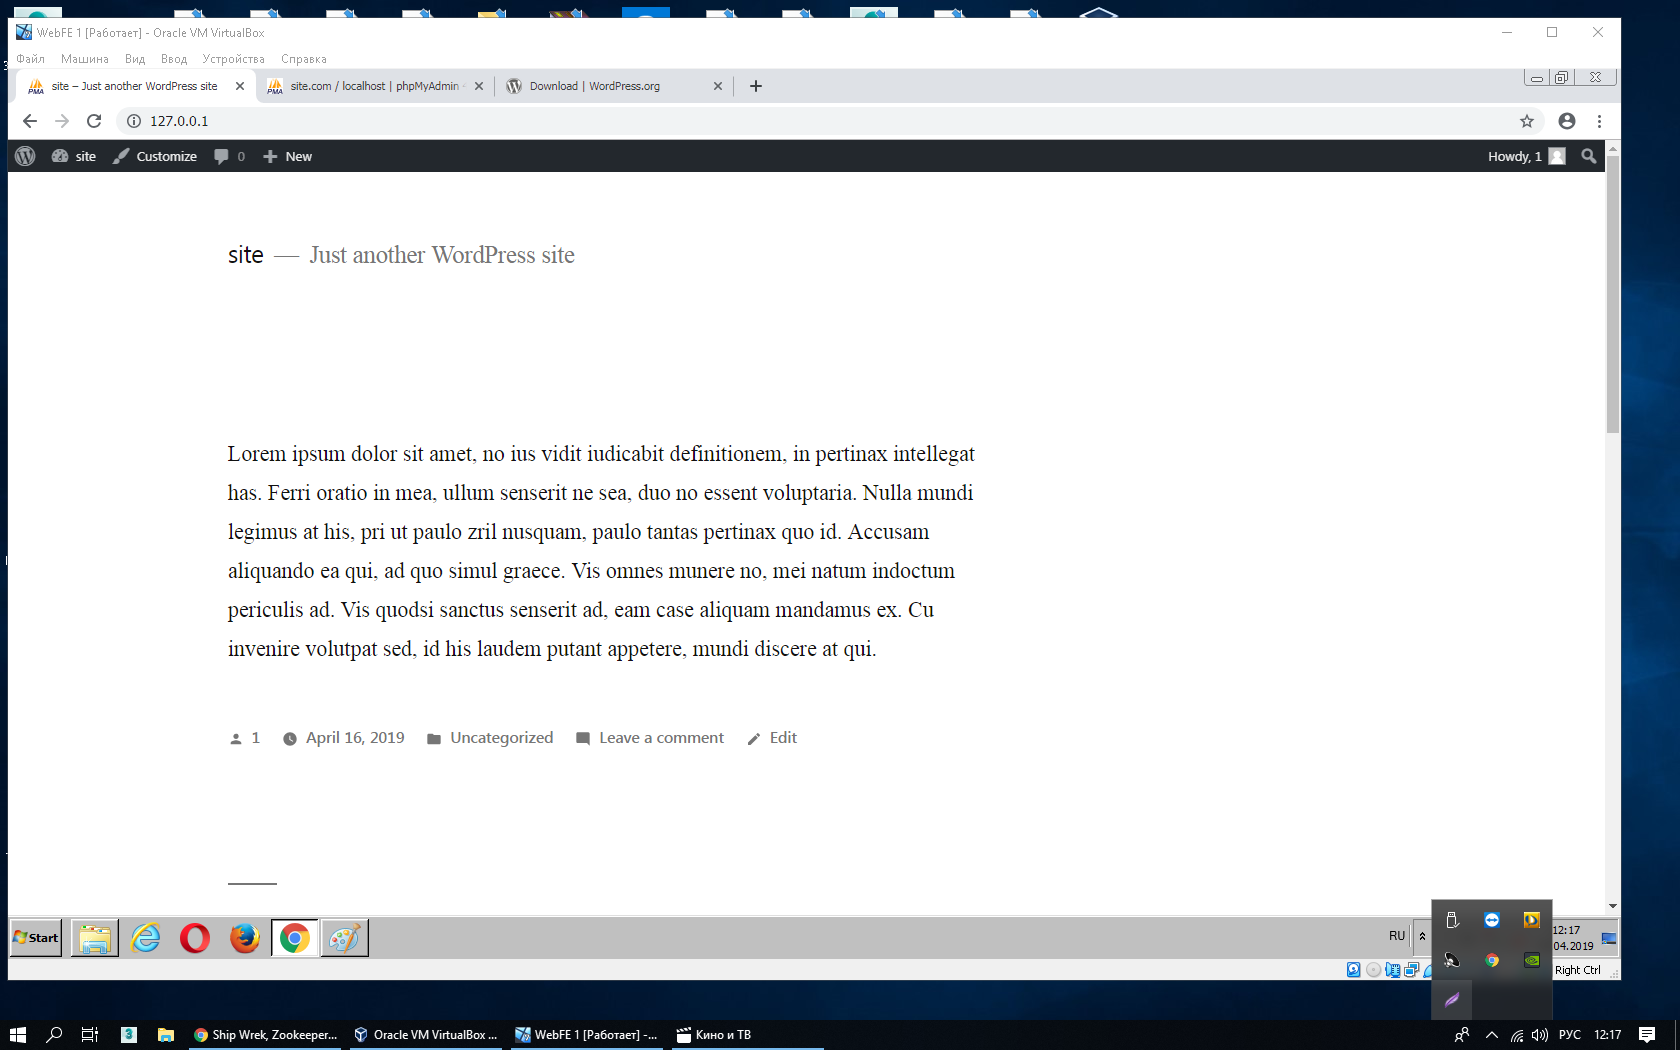 WebFE 1 [Работает] - Oracle VM VirtualBox
Файл Машина Вид Ввод Устройства Справка
site – Just another WordPress site
site.com / localhost | phpMyAdmin
Download | WordPress.org
127.0.0.1
site Customize 0 New
Howdy, 1
site — Just another WordPress site
Lorem ipsum dolor sit amet, no ius vidit iudicabit definitionem, in pertinax intellegat
has. Ferri oratio in mea, ullum senserit ne sea, duo no essent voluptaria. Nulla mundi
legimus at his, pri ut paulo zril nusquam, paulo tantas pertinax quo id. Accusam
aliquando ea qui, ad quo simul graece. Vis omnes munere no, mei natum indoctum
periculis ad. Vis quodsi sanctus senserit ad, eam case aliquam mandamus ex. Cu
invenire volutpat sed, id his laudem putant appetere, mundi discere at qui.
1 April 16, 2019 Uncategorized Leave a comment Edit
Start
RU
12:17
04.2019
Right Ctrl
Ship Wrek, Zookeeper...
Oracle VM VirtualBox ...
WebFE 1 [Работает] -...
Кино и ТВ
РУС
12:17